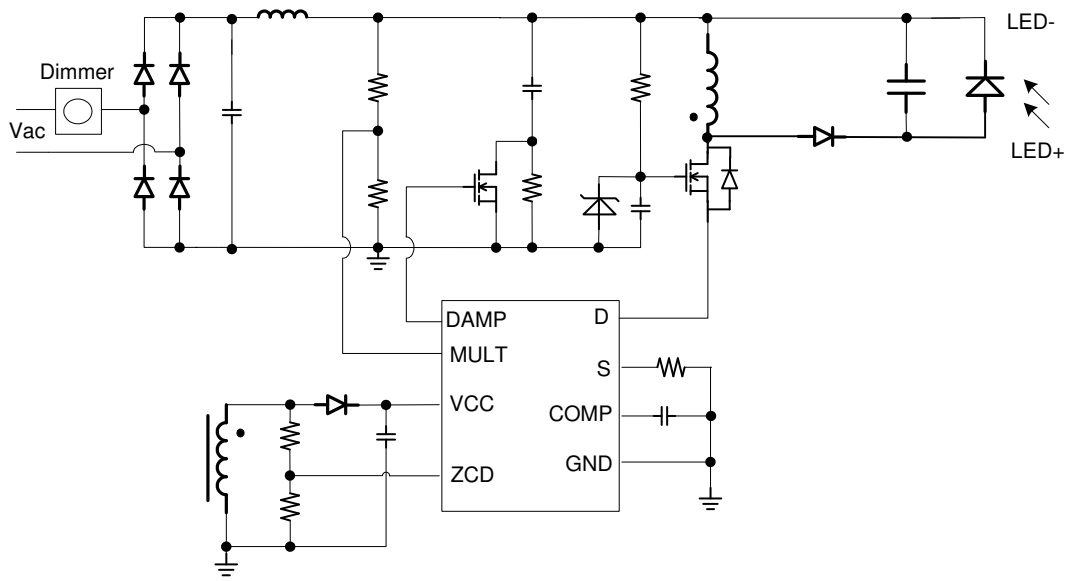 LED-
Dimmer
Vac
LED+
DAMP
D
MULT
S
VCC
COMP
GND
ZCD